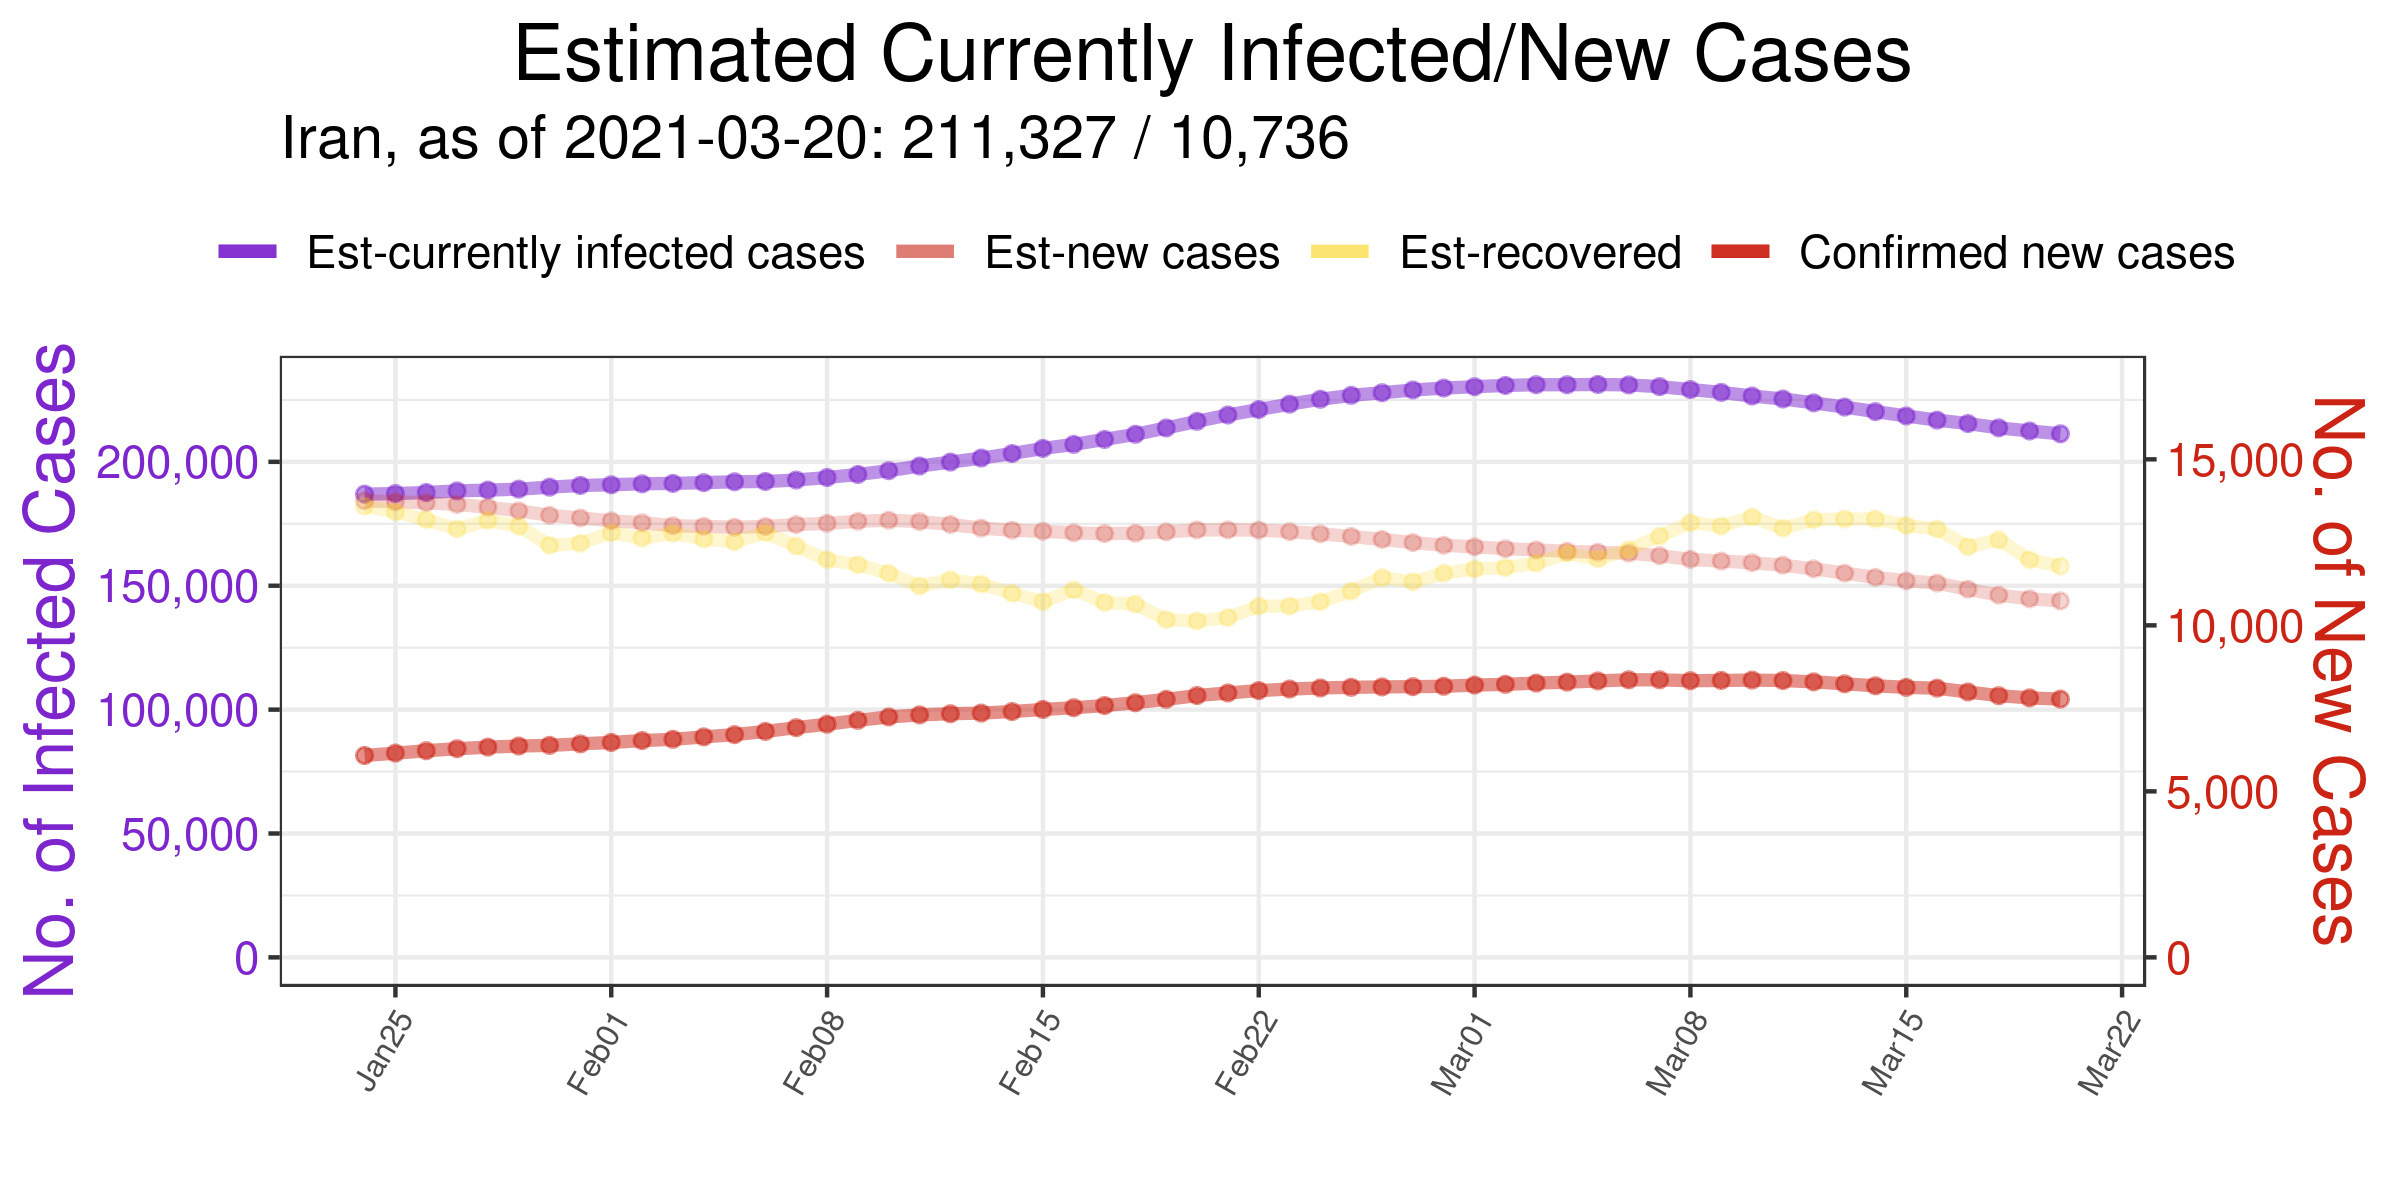 Estimated Currently Infected/New Cases
Iran, as of 2021-03-20: 211,327 / 10,736
Est-currently infected cases Est-new cases Est-recovered Confirmed new cases
No. of Infected Cases
200,000
150,000
100,000
50,000
0
15,000
10,000
5,000
0
No. of New Cases
Jan25 Feb01 Feb08 Feb15 Feb22 Mar01 Mar08 Mar15 Mar22